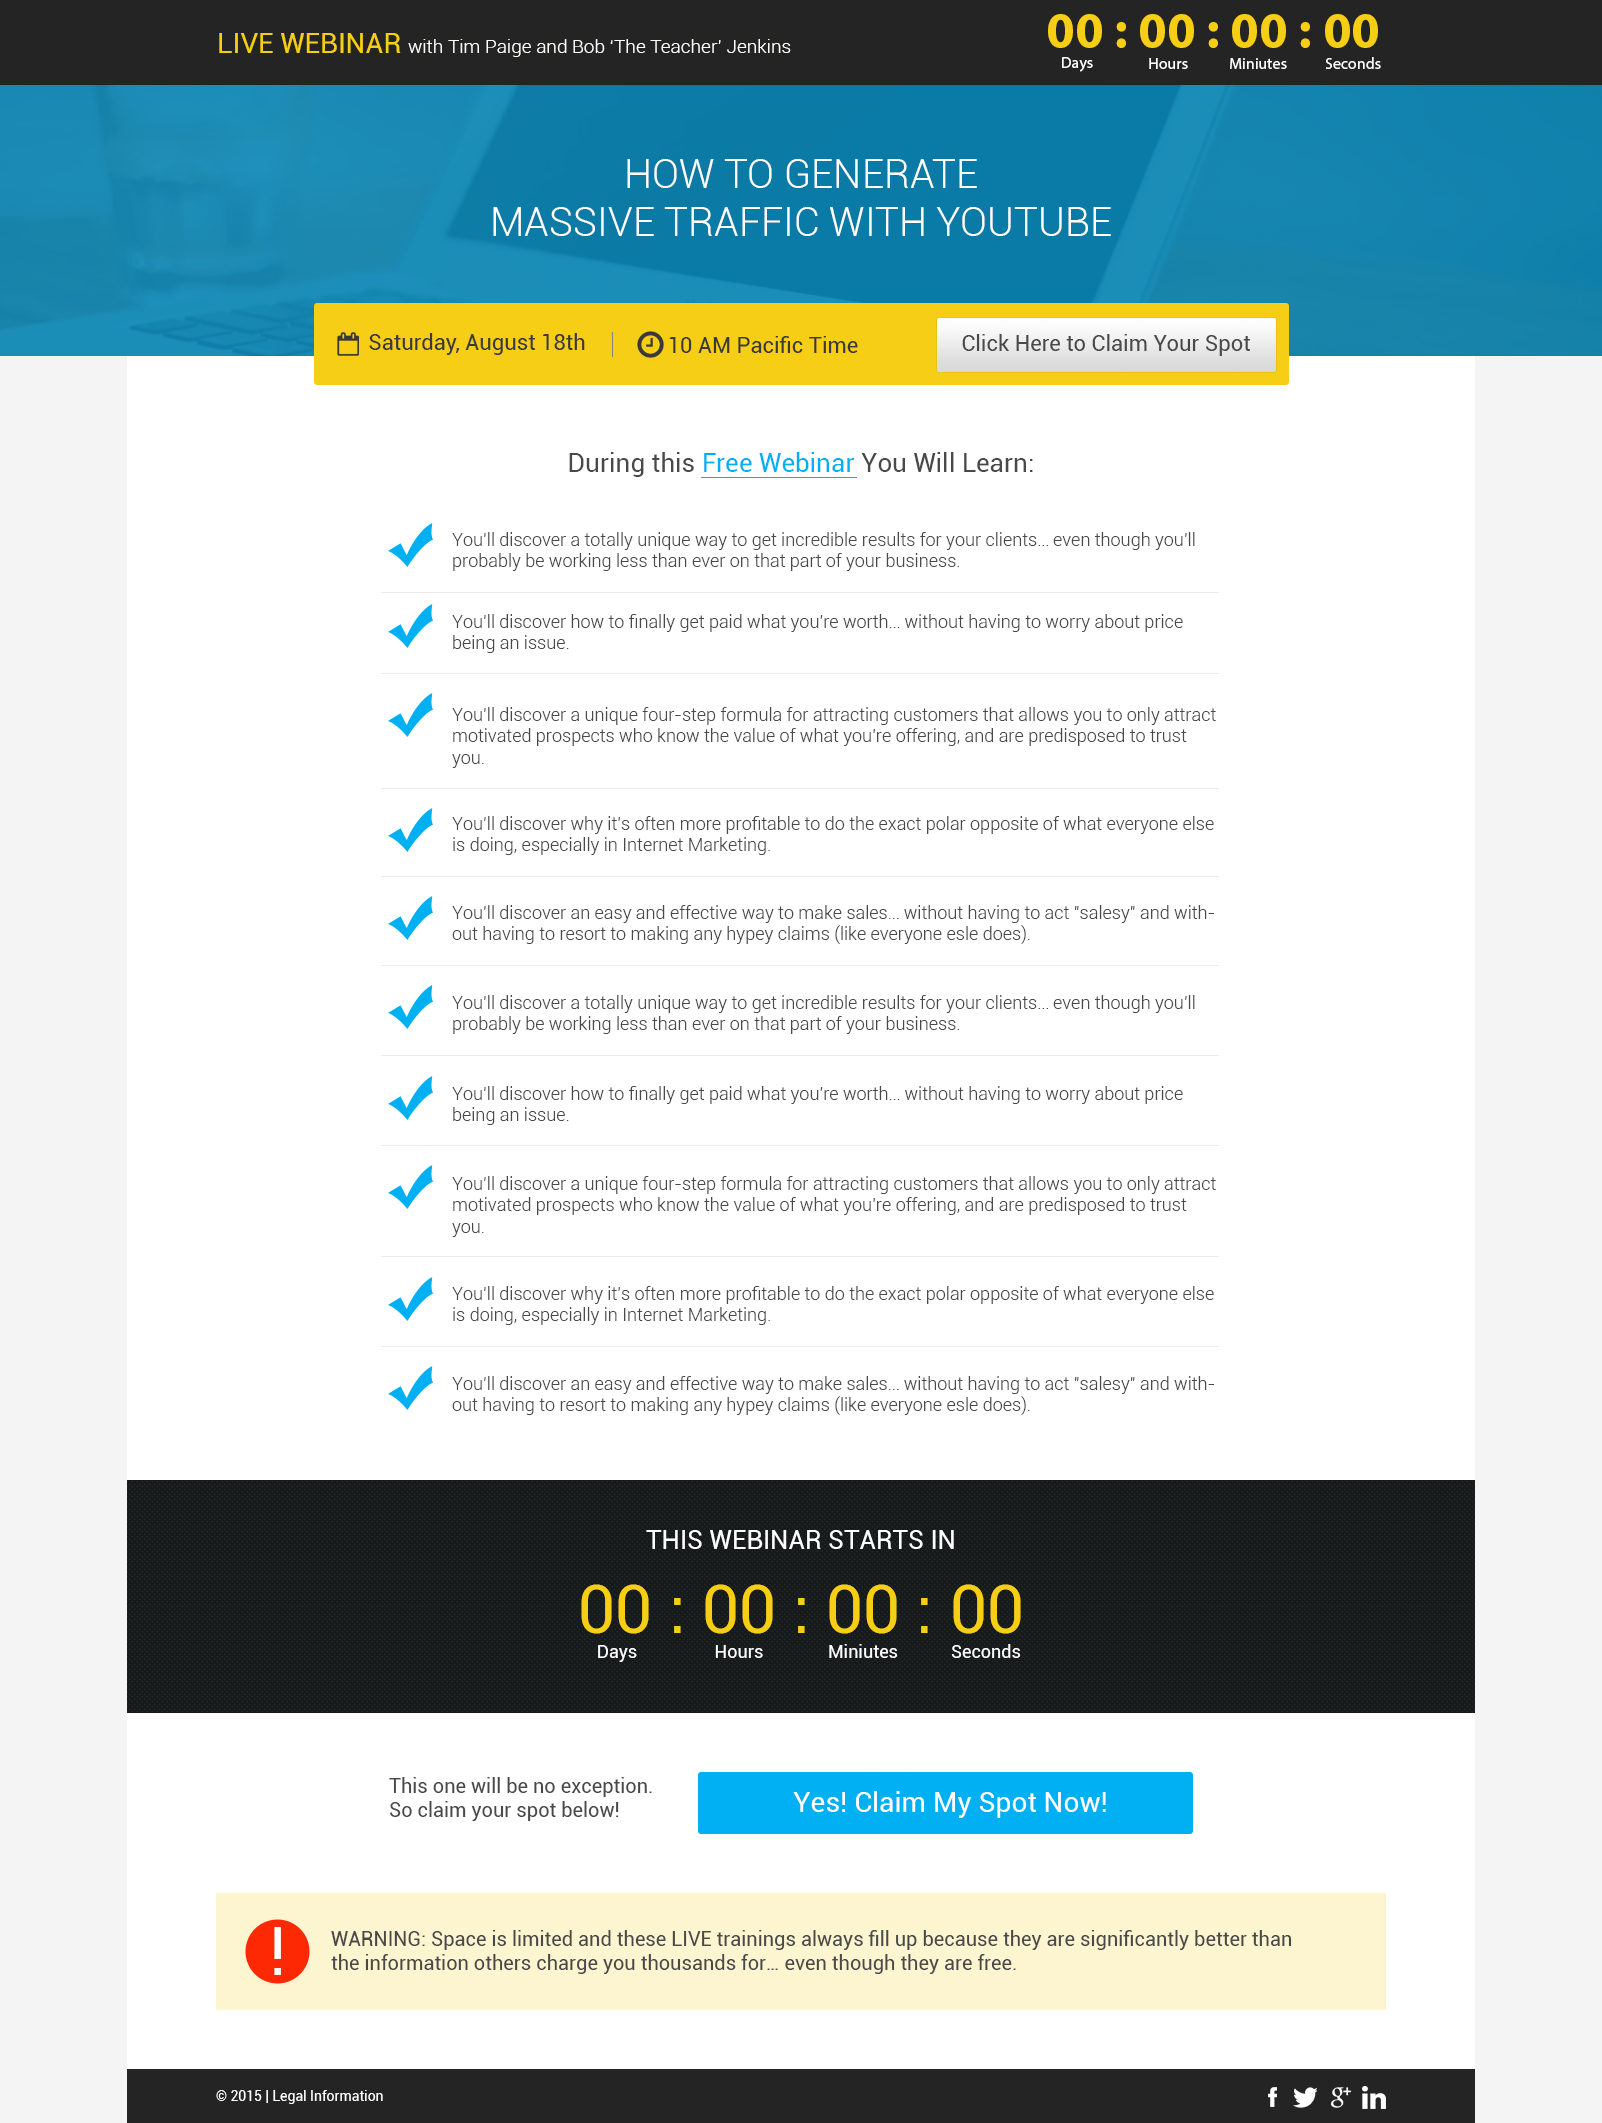 LIVE WEBINAR with Tim Paige and Bob ‘The Teacher’ Jenkins
00 : 00 : 00 : 00
Days Hours Miniutes Seconds
HOW TO GENERATE
MASSIVE TRAFFIC WITH YOUTUBE
Saturday, August 18th | 10 AM Pacific Time
Click Here to Claim Your Spot
During this Free Webinar You Will Learn:
You'll discover a totally unique way to get incredible results for your clients... even though you'll
probably be working less than ever on that part of your business.
You'll discover how to finally get paid what you're worth... without having to worry about price
being an issue.
You'll discover a unique four-step formula for attracting customers that allows you to only attract
motivated prospects who know the value of what you're offering, and are predisposed to trust
you.
You'll discover why it's often more profitable to do the exact polar opposite of what everyone else
is doing, especially in Internet Marketing.
You'll discover an easy and effective way to make sales... without having to act "salesy" and with-
out having to resort to making any hypey claims (like everyone esle does).
You'll discover a totally unique way to get incredible results for your clients... even though you'll
probably be working less than ever on that part of your business.
You'll discover how to finally get paid what you're worth... without having to worry about price
being an issue.
You'll discover a unique four-step formula for attracting customers that allows you to only attract
motivated prospects who know the value of what you're offering, and are predisposed to trust
you.
You'll discover why it's often more profitable to do the exact polar opposite of what everyone else
is doing, especially in Internet Marketing.
You'll discover an easy and effective way to make sales... without having to act "salesy" and with-
out having to resort to making any hypey claims (like everyone esle does).
THIS WEBINAR STARTS IN
00 : 00 : 00 : 00
Days Hours Miniutes Seconds
This one will be no exception.
So claim your spot below!
Yes! Claim My Spot Now!
WARNING: Space is limited and these LIVE trainings always fill up because they are significantly better than
the information others charge you thousands for... even though they are free.
© 2015 | Legal Information